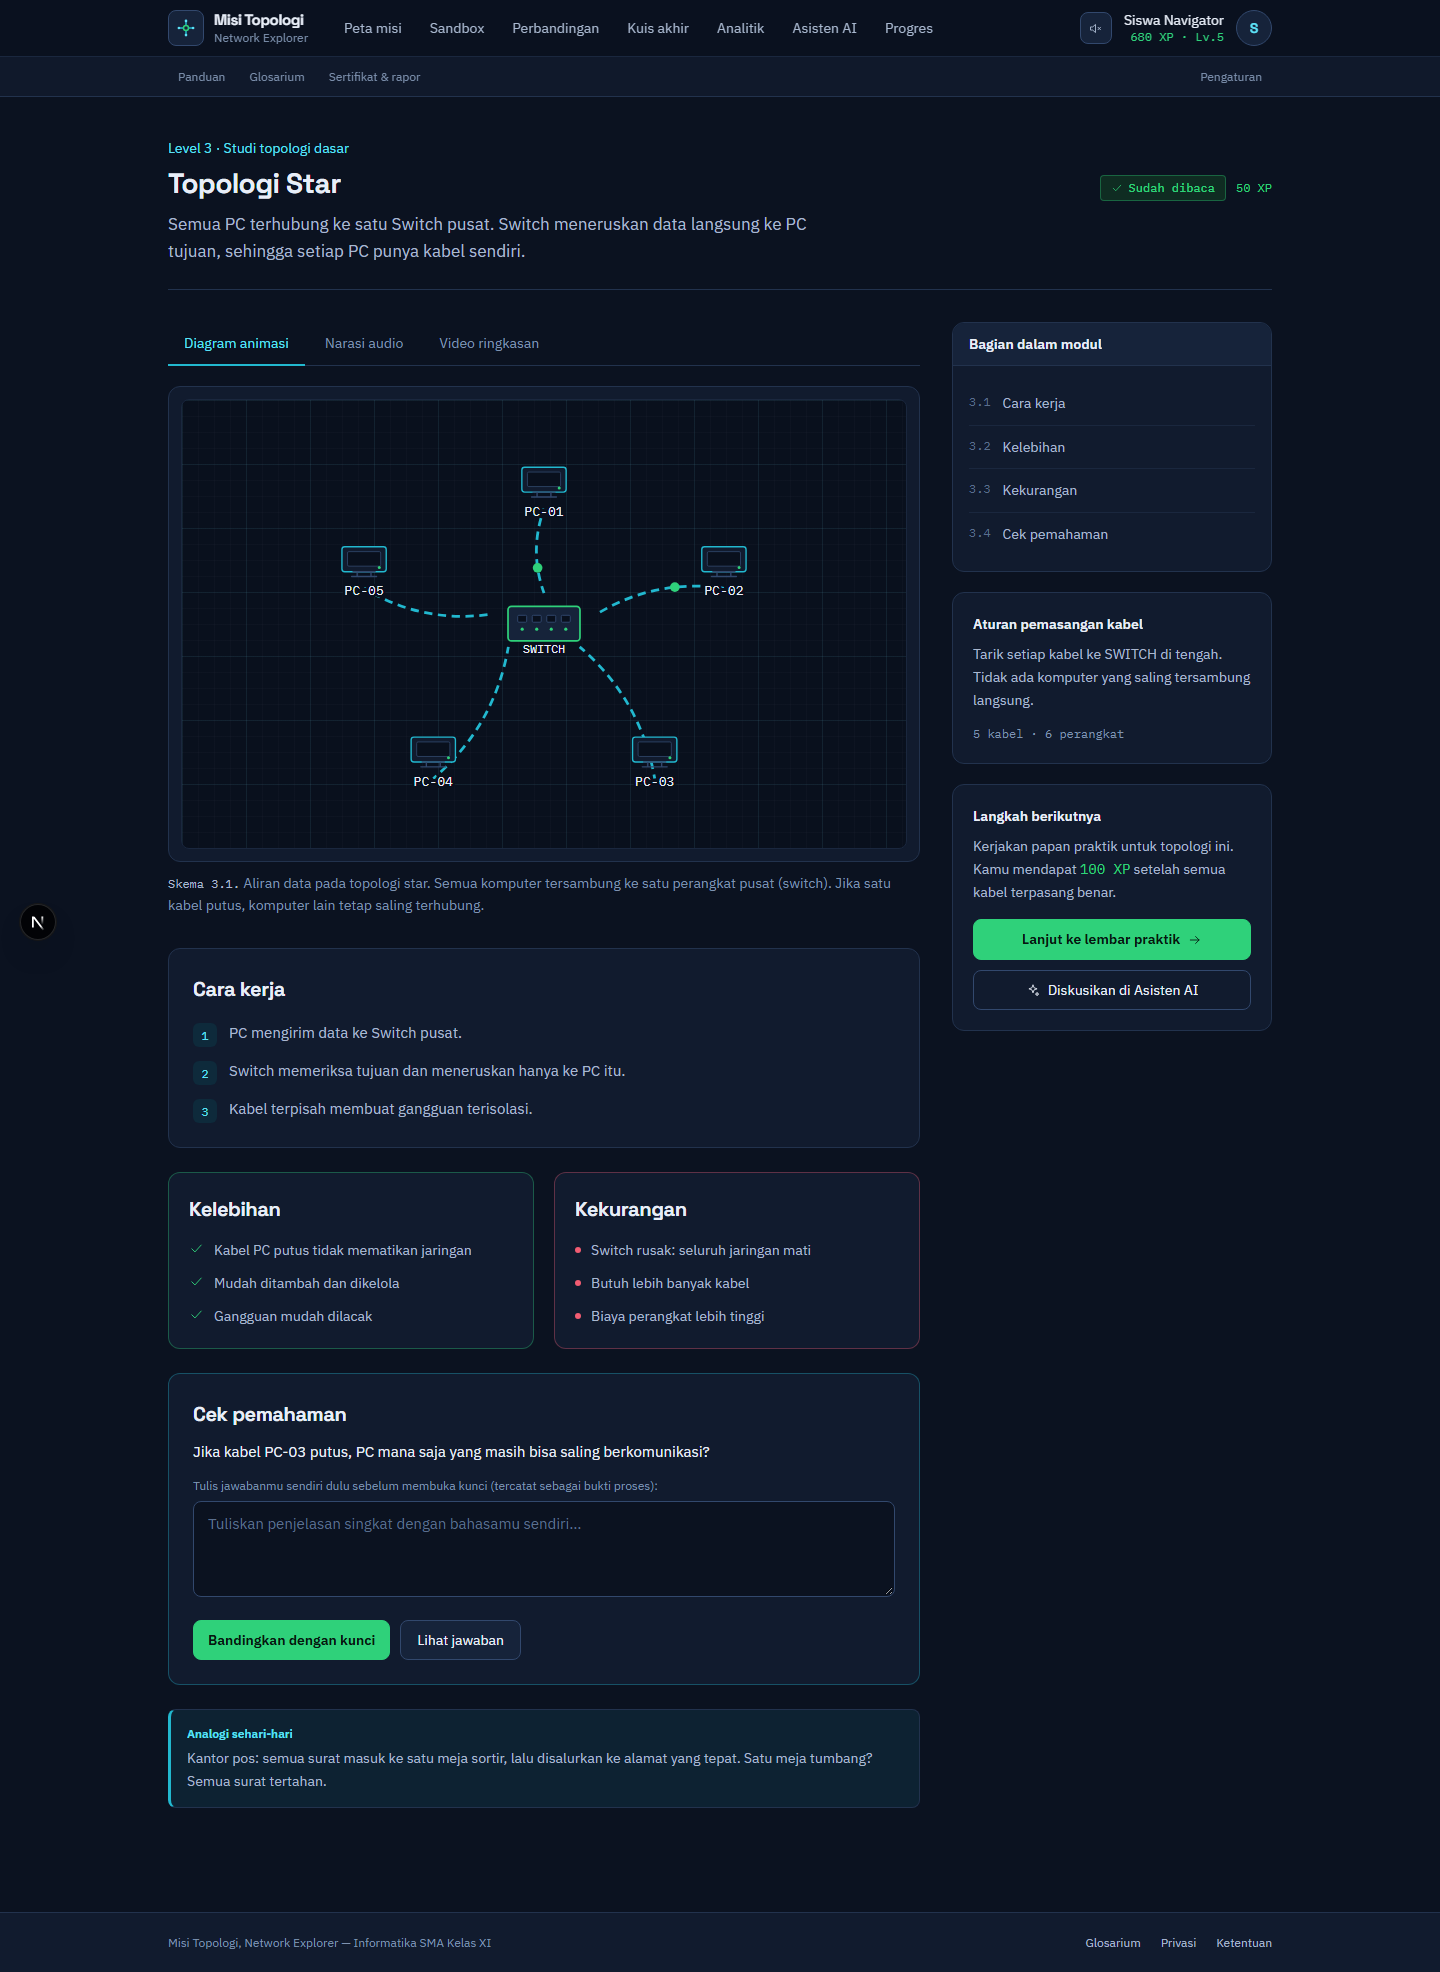 Misi Topologi
Network Explorer
Peta misi
Sandbox
Perbandingan
Kuis akhir
Analitik
Asisten AI
Progres
Siswa Navigator
680 XP · Lv.5
S
Panduan
Glosarium
Sertifikat & rapor
Pengaturan
Level 3 · Studi topologi dasar
Topologi Star
Sudah dibaca
50 XP
Semua PC terhubung ke satu Switch pusat. Switch meneruskan data langsung ke PC
tujuan, sehingga setiap PC punya kabel sendiri.
Diagram animasi
Narasi audio
Video ringkasan
PC-01
PC-05
PC-02
SWITCH
PC-04
PC-03
Skema 3.1. Aliran data pada topologi star. Semua komputer tersambung ke satu perangkat pusat (switch). Jika satu
kabel putus, komputer lain tetap saling terhubung.
Cara kerja
1 PC mengirim data ke Switch pusat.
2 Switch memeriksa tujuan dan meneruskan hanya ke PC itu.
3 Kabel terpisah membuat gangguan terisolasi.
Kelebihan
Kabel PC putus tidak mematikan jaringan
Mudah ditambah dan dikelola
Gangguan mudah dilacak
Kekurangan
Switch rusak: seluruh jaringan mati
Butuh lebih banyak kabel
Biaya perangkat lebih tinggi
Cek pemahaman
Jika kabel PC-03 putus, PC mana saja yang masih bisa saling berkomunikasi?
Tulis jawabanmu sendiri dulu sebelum membuka kunci (tercatat sebagai bukti proses):
Tuliskan penjelasan singkat dengan bahasamu sendiri...
Bandingkan dengan kunci
Lihat jawaban
Analogi sehari-hari
Kantor pos: semua surat masuk ke satu meja sortir, lalu disalurkan ke alamat yang tepat. Satu meja tumbang?
Semua surat tertahan.
Bagian dalam modul
3.1 Cara kerja
3.2 Kelebihan
3.3 Kekurangan
3.4 Cek pemahaman
Aturan pemasangan kabel
Tarik setiap kabel ke SWITCH di tengah.
Tidak ada komputer yang saling tersambung
langsung.
5 kabel · 6 perangkat
Langkah berikutnya
Kerjakan papan praktik untuk topologi ini.
Kamu mendapat 100 XP setelah semua
kabel terpasang benar.
Lanjut ke lembar praktik →
Diskusikan di Asisten AI
N
Misi Topologi, Network Explorer — Informatika SMA Kelas XI
Glosarium
Privasi
Ketentuan